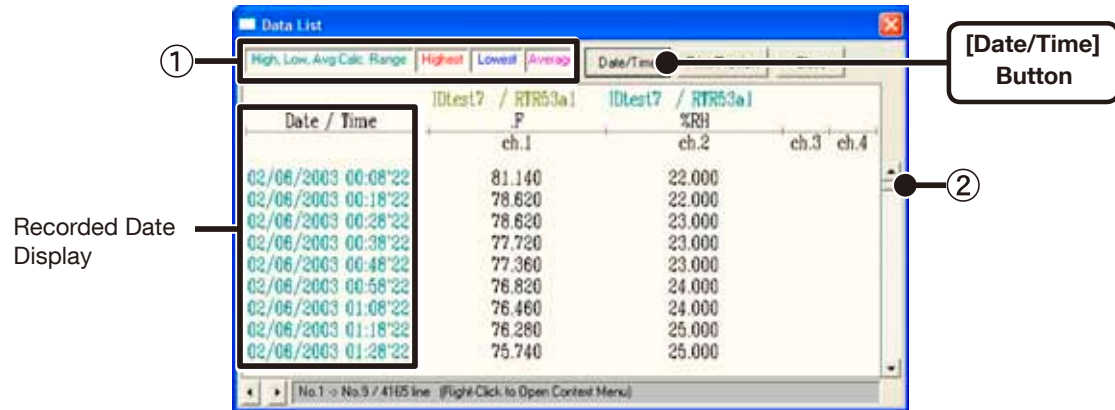 Data List
①
High, Low, Avg Calc. Range Highest Lowest Averag Date/Time
[Date/Time]
Button
IDtest7 / RTR53a1 IDtest7 / RTR53a1
Date / Time .F %RH
ch.1 ch.2 ch.3 ch.4
②
02/06/2003 00:08'22 81.140 22.000
02/06/2003 00:18'22 78.620 22.000
02/06/2003 00:28'22 78.620 23.000
02/06/2003 00:38'22 77.720 23.000
02/06/2003 00:48'22 77.360 23.000
02/06/2003 00:58'22 76.820 24.000
02/06/2003 01:08'22 76.460 24.000
02/06/2003 01:18'22 76.280 25.000
02/06/2003 01:28'22 75.740 25.000
Recorded Date
Display
No.1 -> No.9 / 4165 line (Right-Click to Open Context Menu)